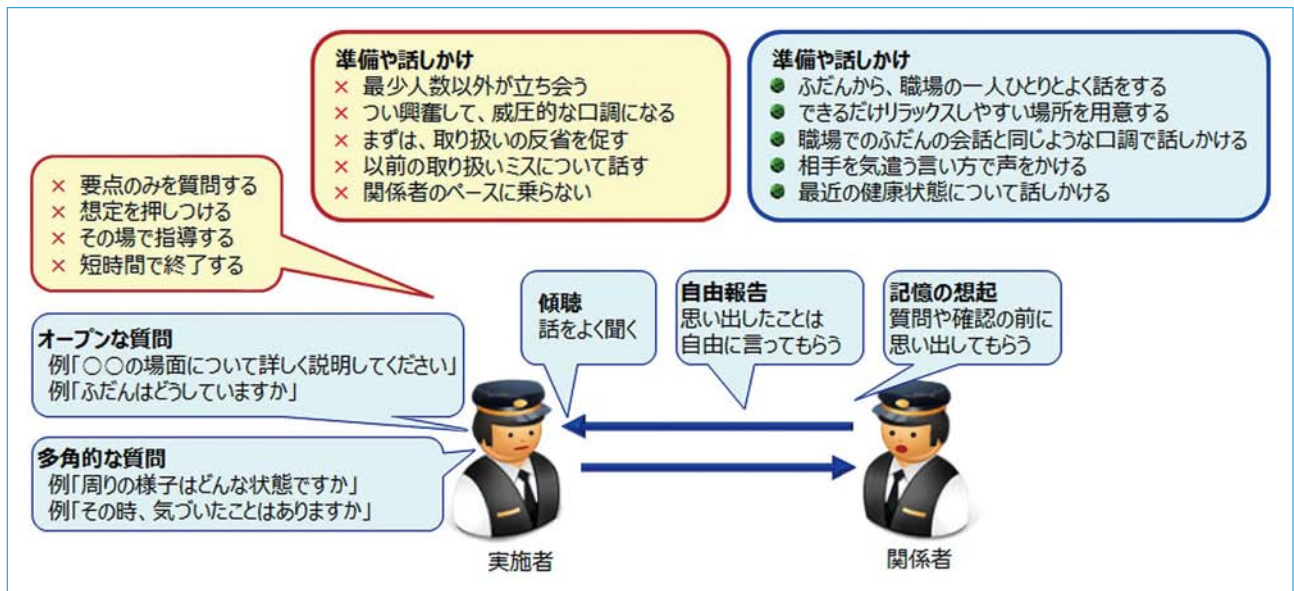 準備や話しかけ
× 最少人数以外が立ち会う
× つい興奮して、威圧的な口調になる
× まずは、取り扱いの反省を促す
× 以前の取り扱いミスについて話す
× 関係者のペースに乗らない
準備や話しかけ
● ふだんから、職場の一人ひとりとよく話をする
● できるだけリラックスしやすい場所を用意する
● 職場でのふだんの会話と同じような口調で話しかける
● 相手を気遣う言い方で声をかける
● 最近の健康状態について話しかける
× 要点のみを質問する
× 想定を押しつける
× その場で指導する
× 短時間で終了する
傾聴
話をよく聞く
自由報告
思い出したことは
自由に言ってもらう
記憶の想起
質問や確認の前に
思い出してもらう
オープンな質問
例「○○の場面について詳しく説明してください」
例「ふだんはどうしていますか」
多角的な質問
例「周りの様子はどんな状態ですか」
例「その時、気づいたことはありますか」
実施者
関係者